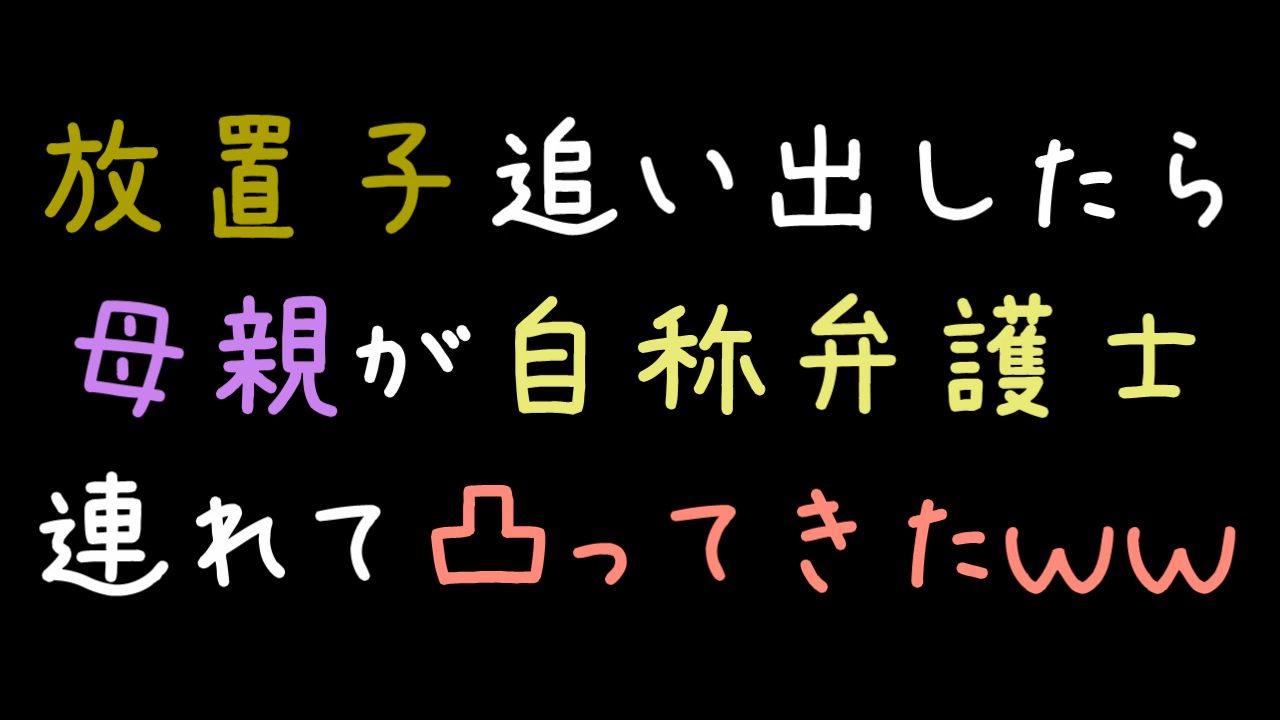 放置子追い出したら
母親が自称弁護士
連れて凸ってきたww